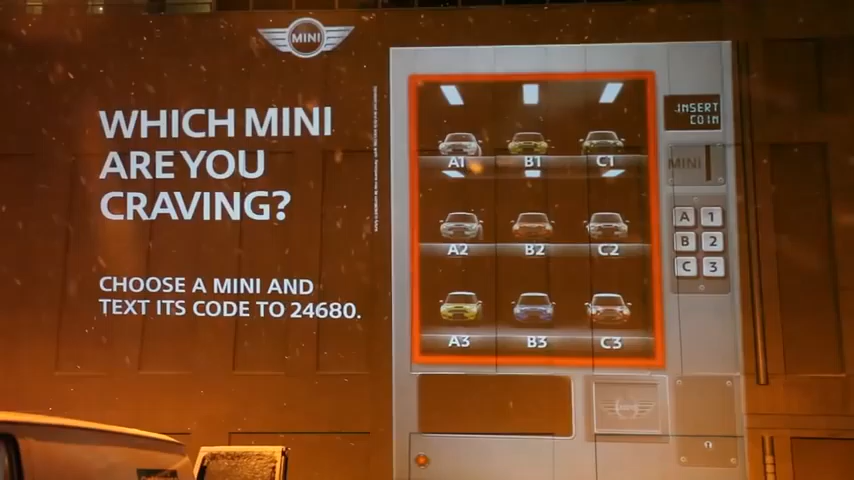 MINI
WHICH MINI
ARE YOU
CRAVING?
CHOOSE A MINI AND
TEXT ITS CODE TO 24680.
INSERT
COIN
MINI
A1 B1 C1
A2 B2 C2
A3 B3 C3
A 1
B 2
C 3